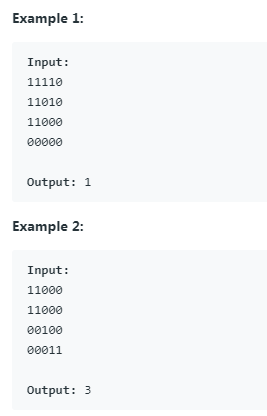 Example 1:
Input:
11110
11010
11000
00000
Output: 1
Example 2:
Input:
11000
11000
00100
00011
Output: 3